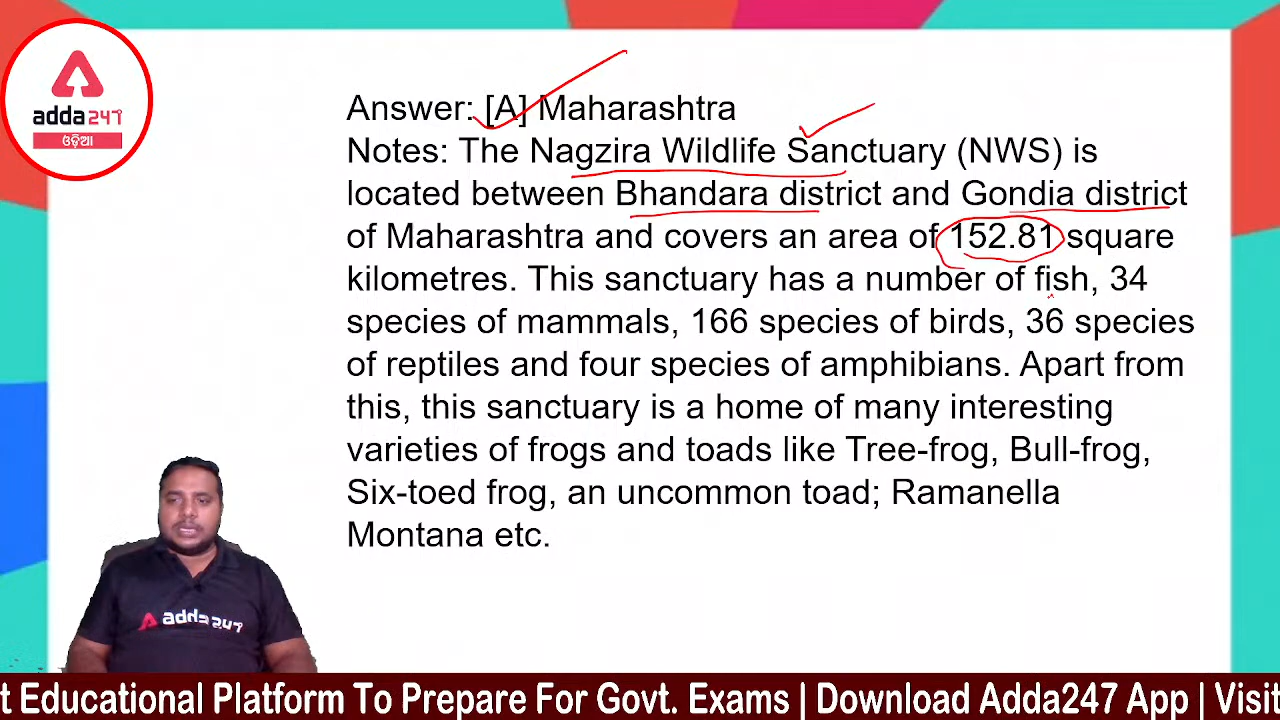 adda247
ଓଡ଼ିଆ
Answer: [A] Maharashtra
Notes: The Nagzira Wildlife Sanctuary (NWS) is
located between Bhandara district and Gondia district
of Maharashtra and covers an area of 152.81 square
kilometres. This sanctuary has a number of fish, 34
species of mammals, 166 species of birds, 36 species
of reptiles and four species of amphibians. Apart from
this, this sanctuary is a home of many interesting
varieties of frogs and toads like Tree-frog, Bull-frog,
Six-toed frog, an uncommon toad; Ramanella
Montana etc.
adda247
t Educational Platform To Prepare For Govt. Exams | Download Adda247 App | Visit